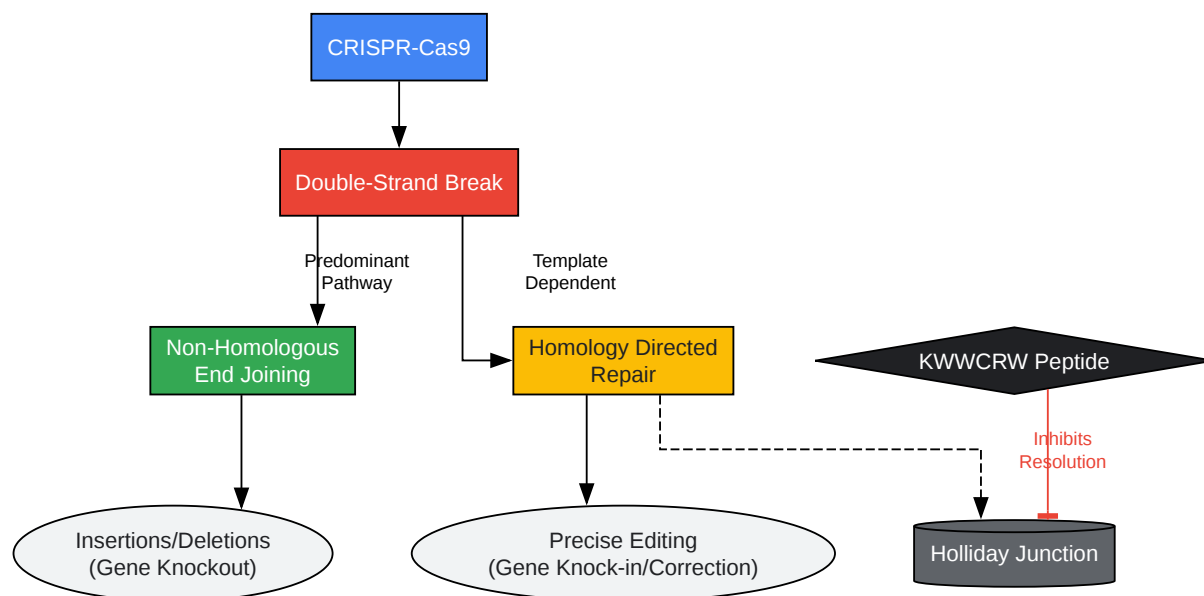 CRISPR-Cas9
Double-Strand Break
Predominant
Pathway
Template
Dependent
Non-Homologous
End Joining
Homology Directed
Repair
KWWCRW Peptide
Inhibits
Resolution
Insertions/Deletions
(Gene Knockout)
Precise Editing
(Gene Knock-in/Correction)
Holliday Junction